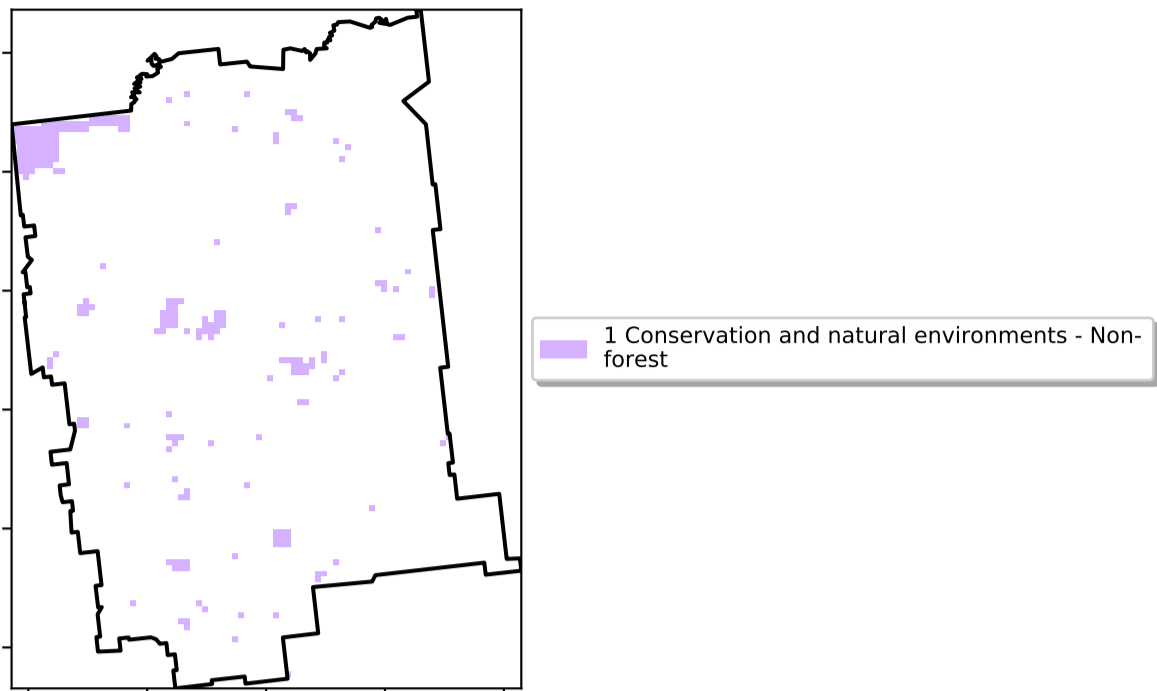 1 Conservation and natural environments - Non-
forest